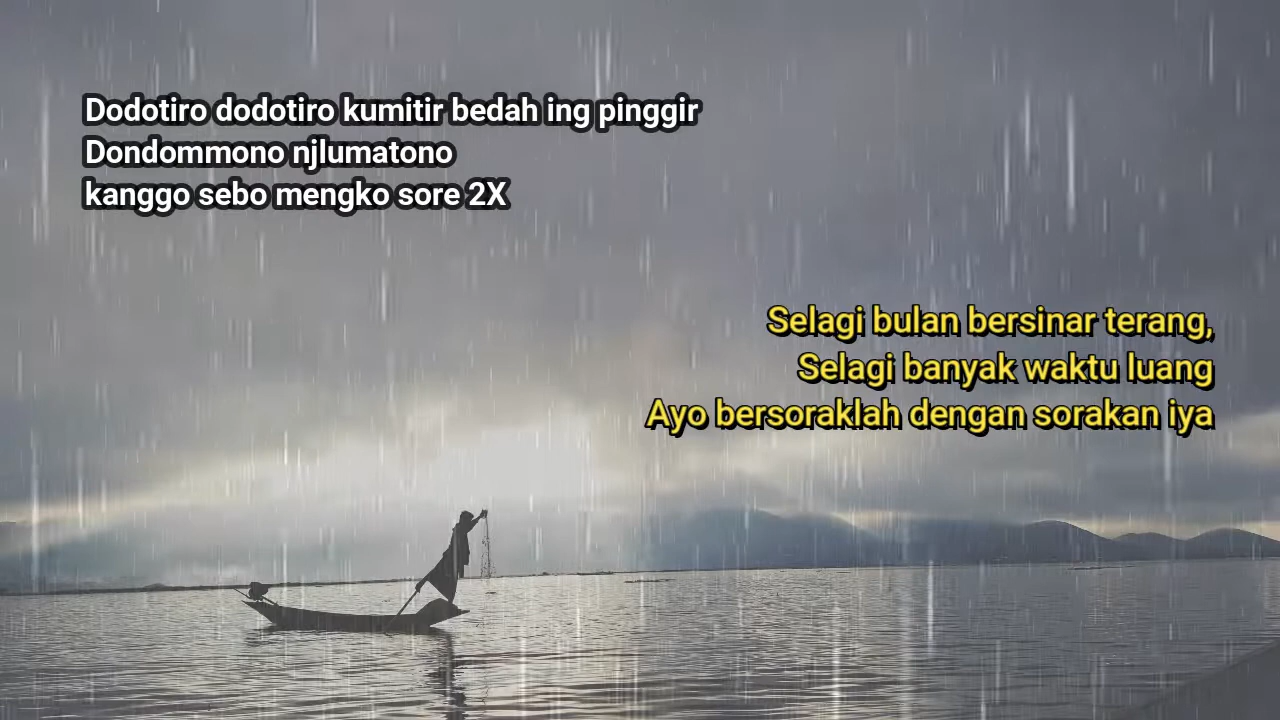 Dodotiro dodotiro kumitir bedah ing pinggir
Dondommono njlumatono
kanggo sebo mengko sore 2X
Selagi bulan bersinar terang,
Selagi banyak waktu luang
Ayo bersoraklah dengan sorakan iya